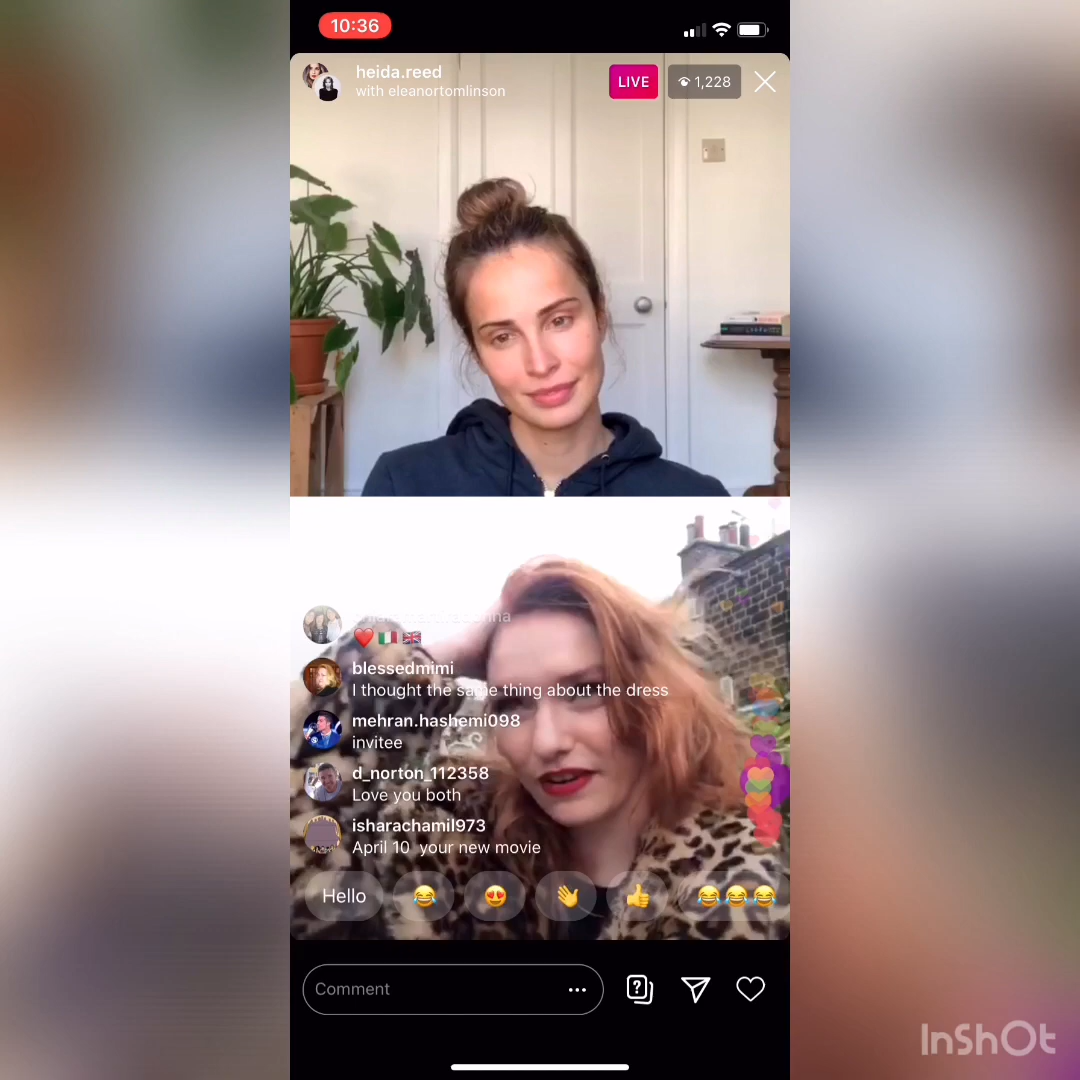 10:36
heida.reed
with eleanortomlinson
LIVE
1,228
blessedmimi
I thought the same thing about the dress
mehran.hashemi098
invitee
d_norton_112358
Love you both
isharachamil973
April 10 your new movie
Hello
Comment
InShOt